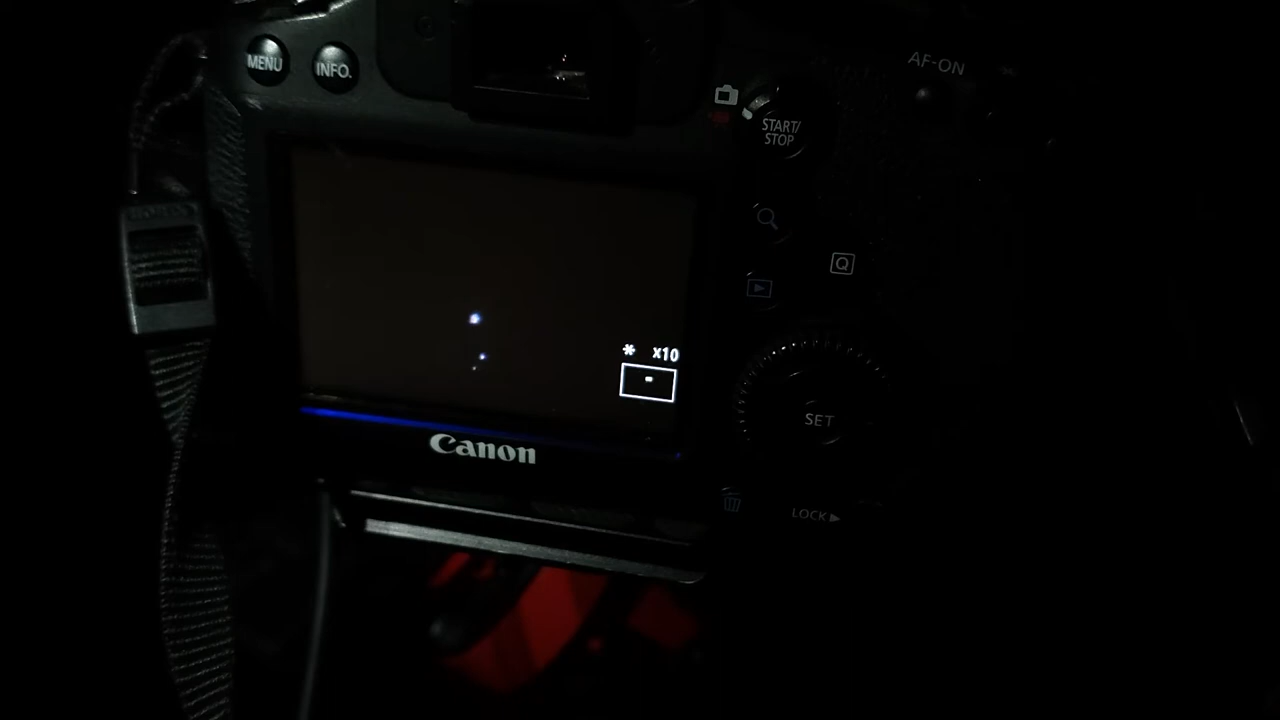 MENU
INFO.
AF-ON
START/
STOP
Q
* x10
SET
Canon
LOCK▶